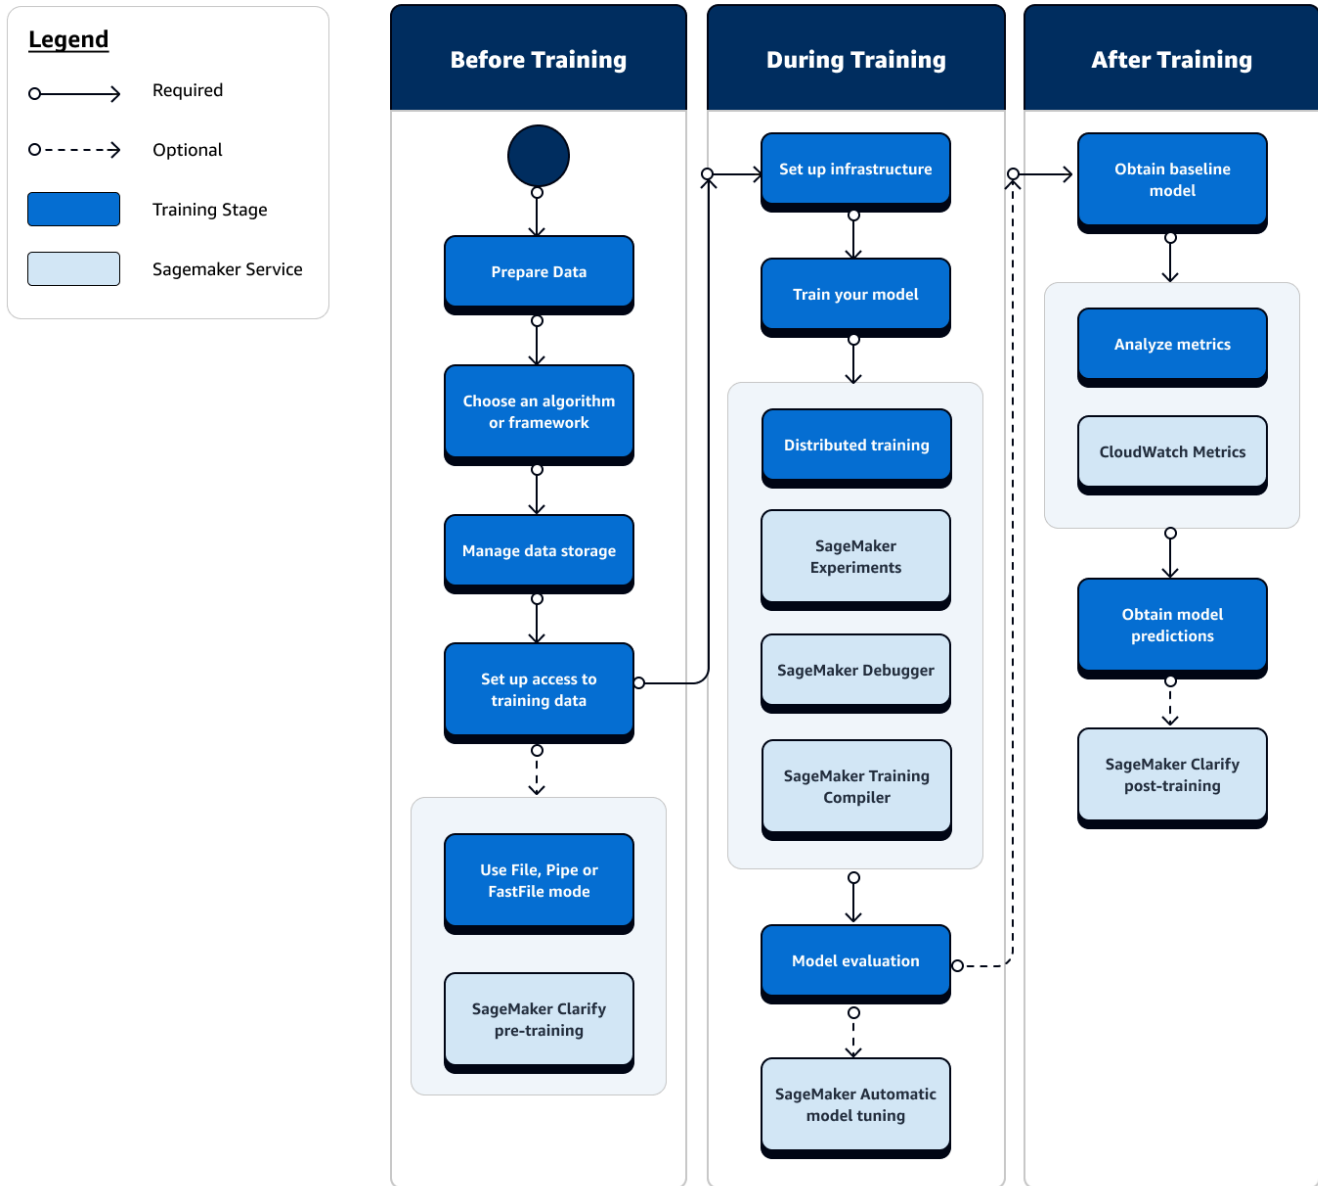 Legend
Required
Optional
Training Stage
Sagemaker Service
Before Training
Prepare Data
Choose an algorithm
or framework
Manage data storage
Set up access to
training data
Use File, Pipe or
FastFile mode
SageMaker Clarify
pre-training
During Training
Set up infrastructure
Train your model
Distributed training
SageMaker
Experiments
SageMaker Debugger
SageMaker Training
Compiler
Model evaluation
SageMaker Automatic
model tuning
After Training
Obtain baseline
model
Analyze metrics
CloudWatch Metrics
Obtain model
predictions
SageMaker Clarify
post-training